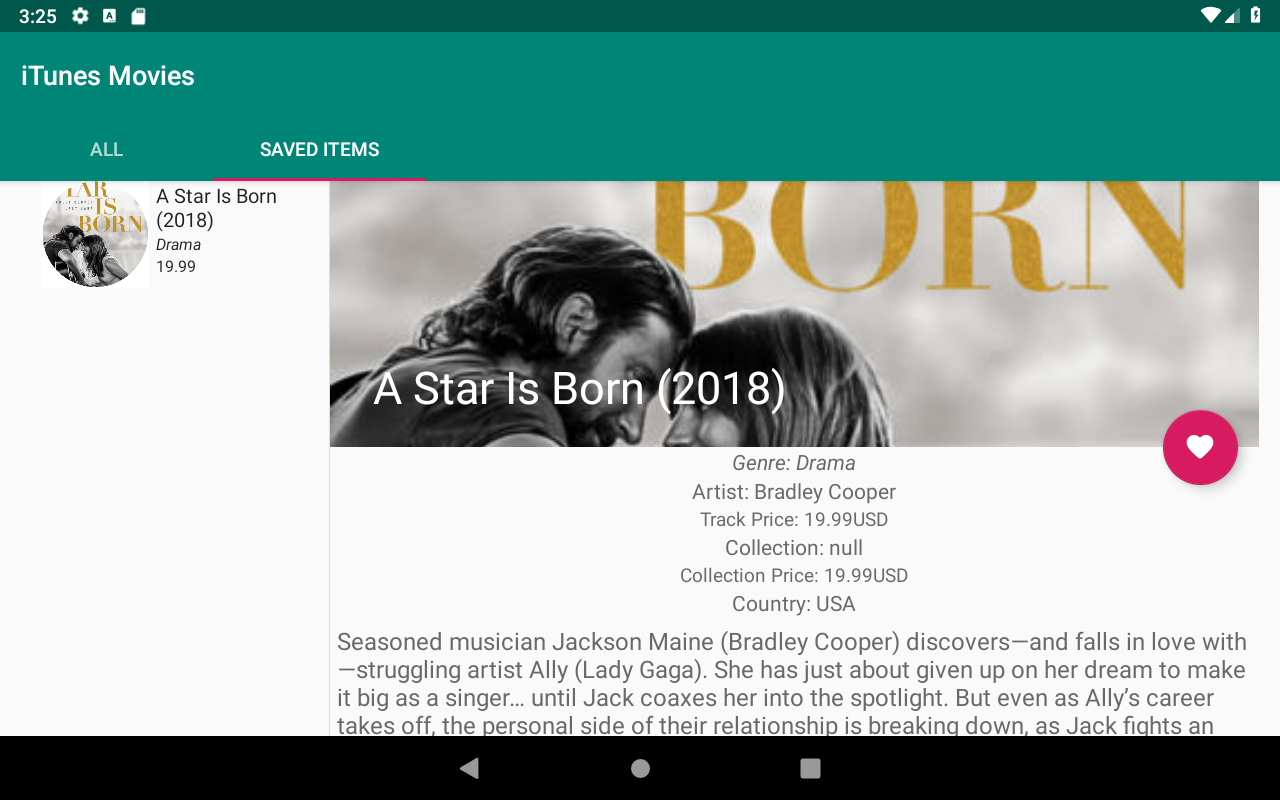 3:25
iTunes Movies
ALL
SAVED ITEMS
TAR
IS
BORN
A Star Is Born
(2018)
Drama
19.99
BORN
A Star Is Born (2018)
Genre: Drama
Artist: Bradley Cooper
Track Price: 19.99USD
Collection: null
Collection Price: 19.99USD
Country: USA
Seasoned musician Jackson Maine (Bradley Cooper) discovers—and falls in love with
—struggling artist Ally (Lady Gaga). She has just about given up on her dream to make
it big as a singer… until Jack coaxes her into the spotlight. But even as Ally’s career
takes off, the personal side of their relationship is breaking down, as Jack fights an